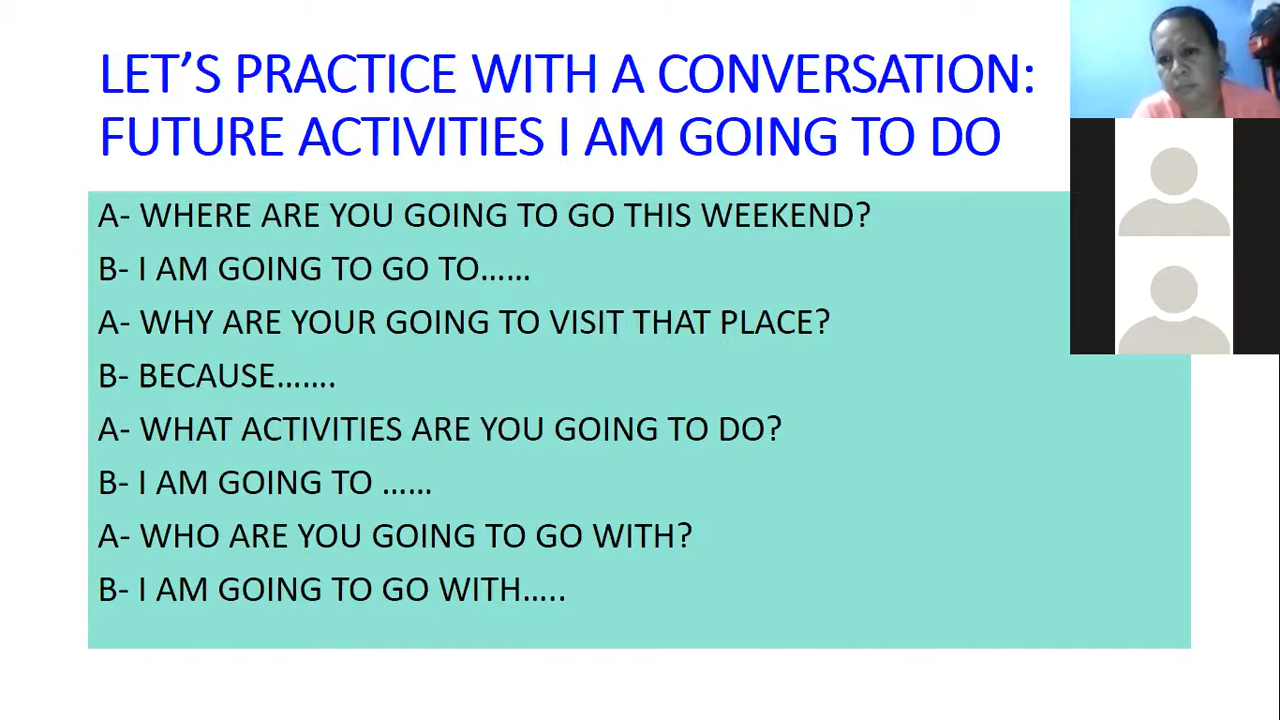 LET’S PRACTICE WITH A CONVERSATION:
FUTURE ACTIVITIES I AM GOING TO DO
A- WHERE ARE YOU GOING TO GO THIS WEEKEND?
B- I AM GOING TO GO TO……
A- WHY ARE YOUR GOING TO VISIT THAT PLACE?
B- BECAUSE…….
A- WHAT ACTIVITIES ARE YOU GOING TO DO?
B- I AM GOING TO ……
A- WHO ARE YOU GOING TO GO WITH?
B- I AM GOING TO GO WITH…..